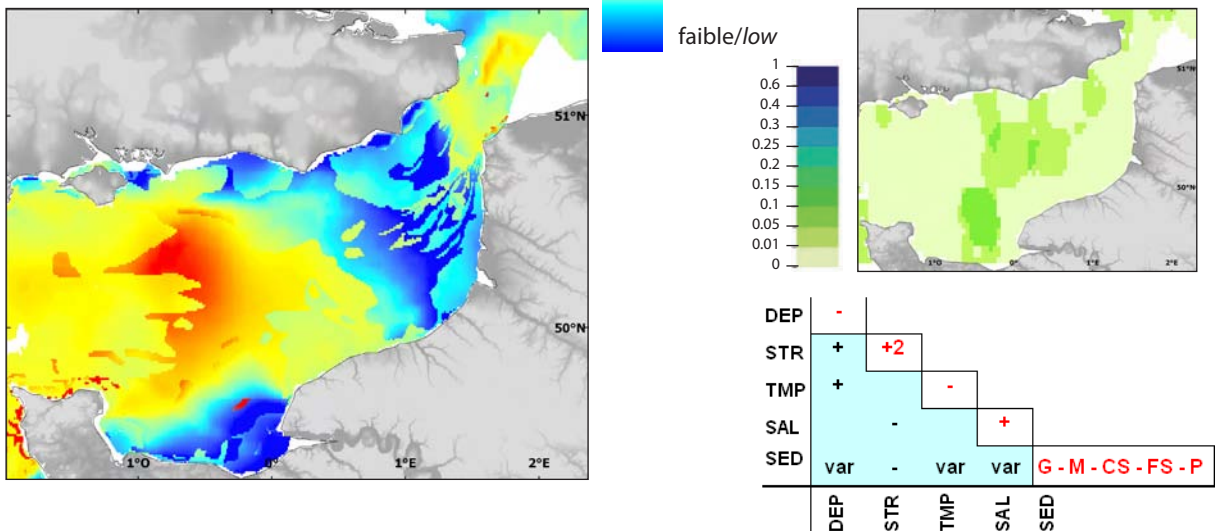 faible/low
51°N
50°N
1°O
0°
1°E
2°E
1
0.6
0.4
0.3
0.25
0.2
0.15
0.1
0.05
0.01
0
51°N
50°N
1°O
0°
1°E
2°E
DEP -
STR + +2
TMP + -
SAL - +
SED var - var var G - M - CS - FS - P
DEP STR TMP SAL SED